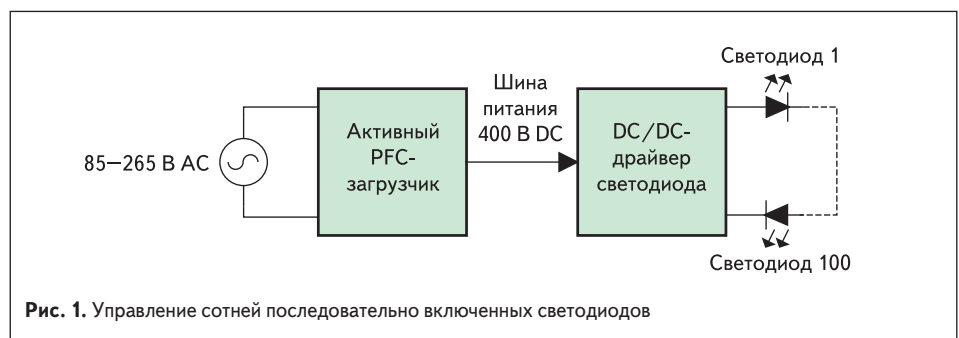 85—265 В AC
Активный
PFC-
загрузчик
Шина
питания
400 В DC
DC/DC-
драйвер
светодиода
Светодиод 1
Светодиод 100
Рис. 1. Управление сотней последовательно включенных светодиодов